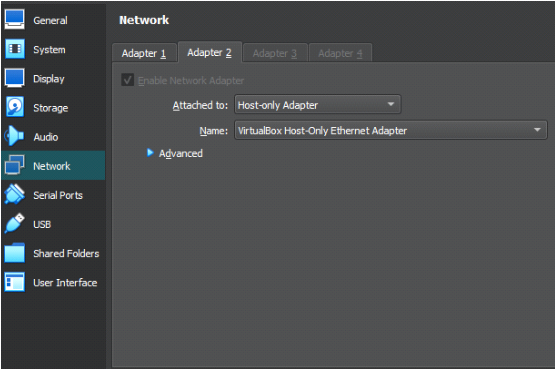 General
System
Display
Storage
Audio
Network
Serial Ports
USB
Shared Folders
User Interface
Network
Adapter 1 Adapter 2 Adapter 3 Adapter 4
Enable Network Adapter
Attached to: Host-only Adapter
Name: VirtualBox Host-Only Ethernet Adapter
Advanced